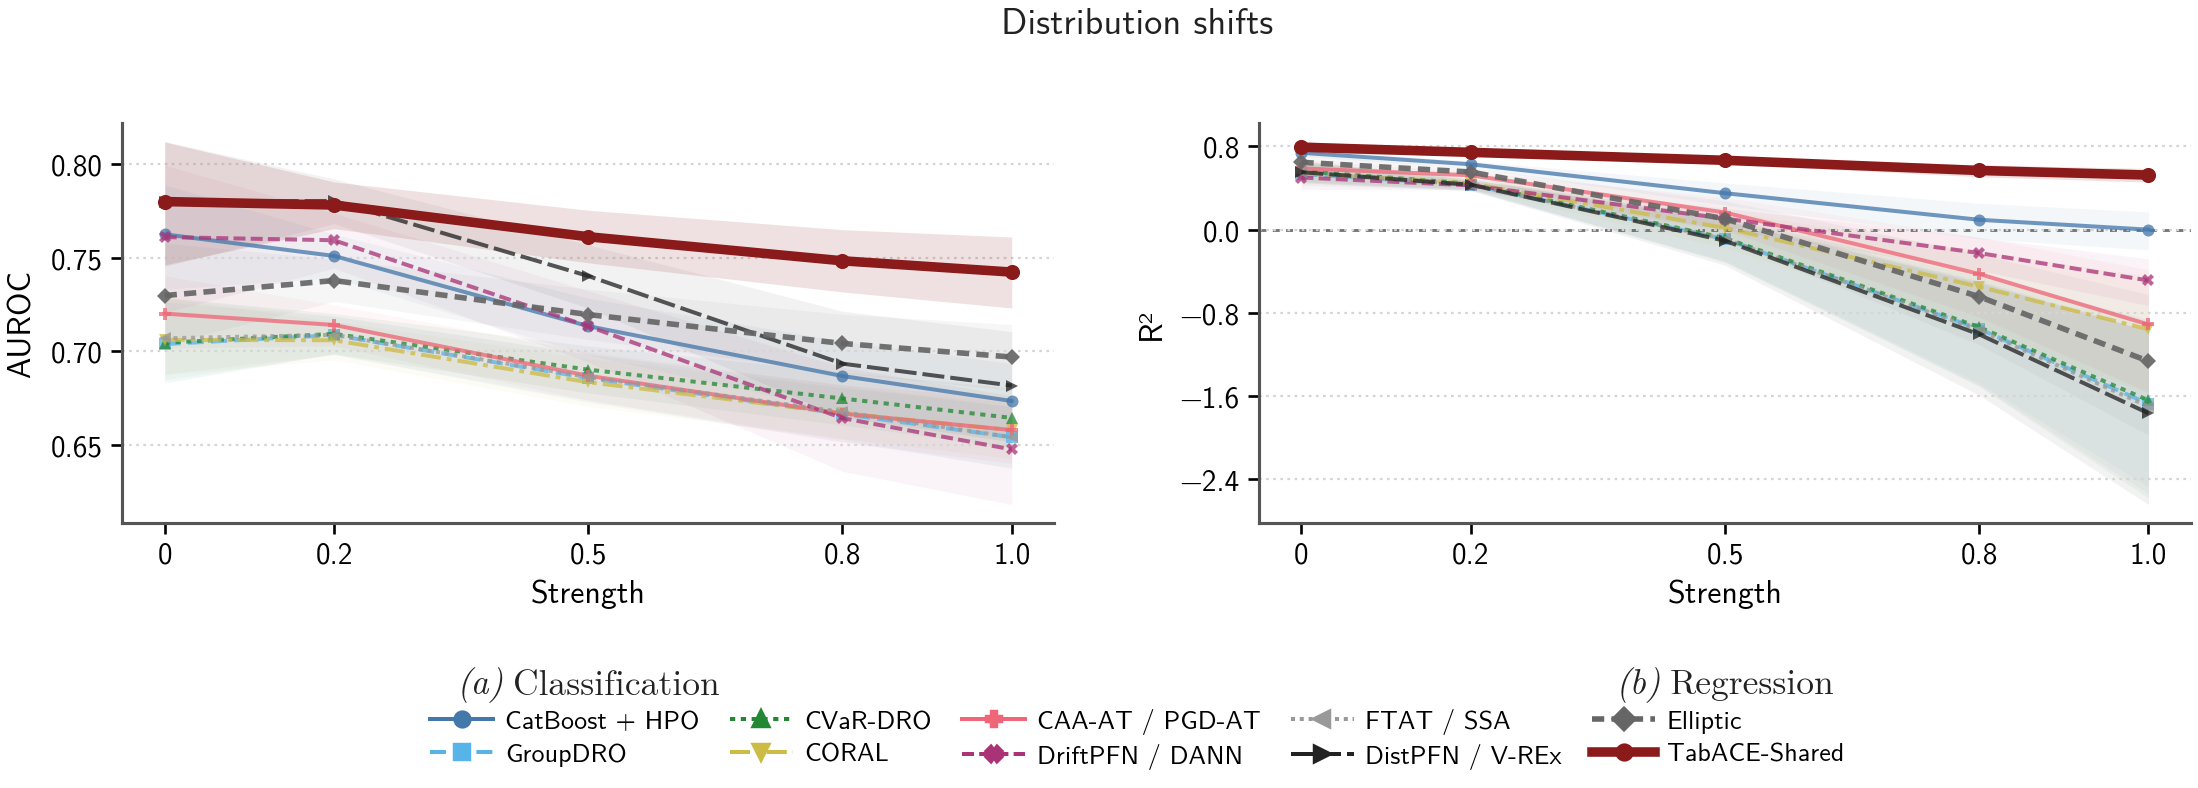 Distribution shifts
AUROC
0.80
0.75
0.70
0.65
0
0.2
0.5
0.8
1.0
Strength
R²
0.8
0.0
−0.8
−1.6
−2.4
0
0.2
0.5
0.8
1.0
Strength
(a) Classification
(b) Regression
CatBoost + HPO
GroupDRO
CVaR-DRO
CORAL
CAA-AT / PGD-AT
DriftPFN / DANN
FTAT / SSA
DistPFN / V-REx
Elliptic
TabACE-Shared